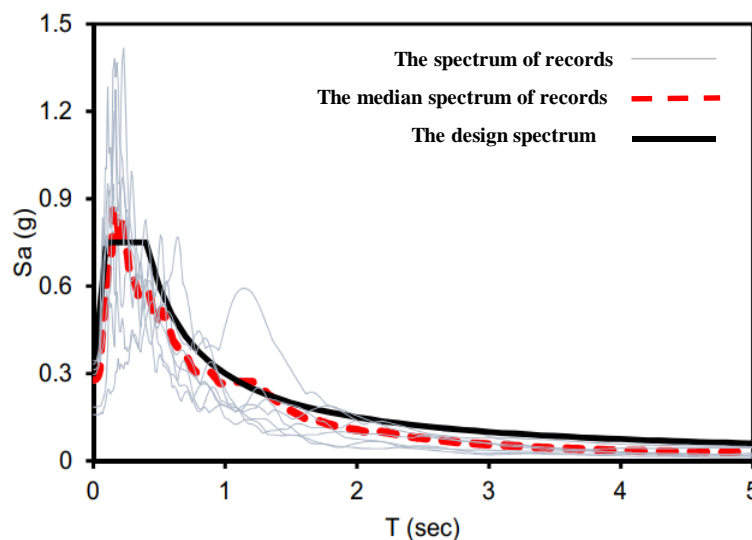 1.5
The spectrum of records
The median spectrum of records
The design spectrum
1.2
0.9
0.6
0.3
0
Sa (g)
0 1 2 3 4 5
T (sec)